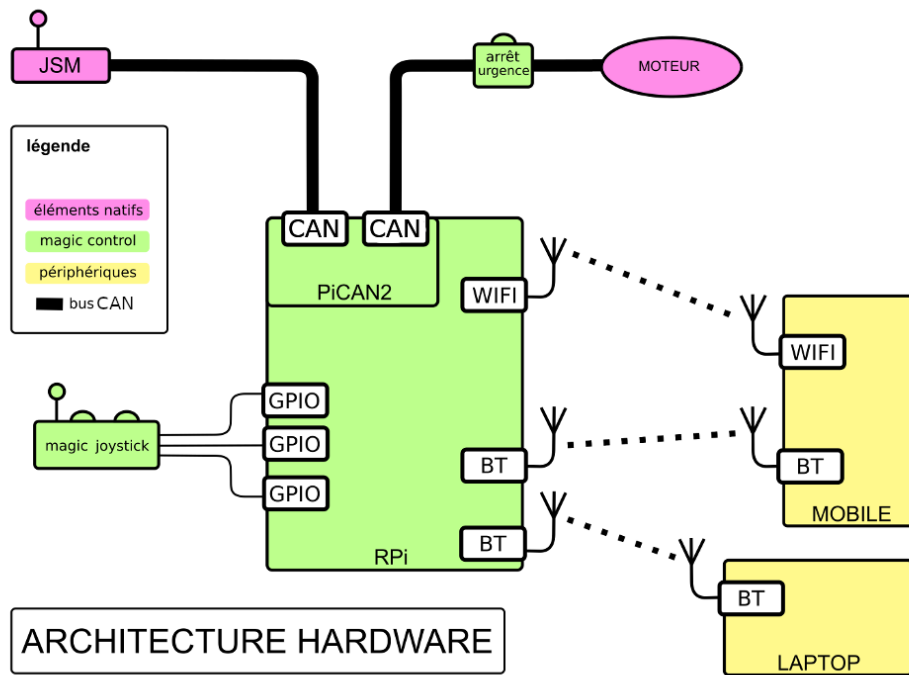 JSM
arrêt
urgence
MOTEUR
légende
éléments natifs
magic control
périphériques
bus CAN
CAN
CAN
PiCAN2
WIFI
WIFI
GPIO
magic joystick
GPIO
GPIO
BT
BT
MOBILE
BT
RPi
BT
LAPTOP
ARCHITECTURE HARDWARE